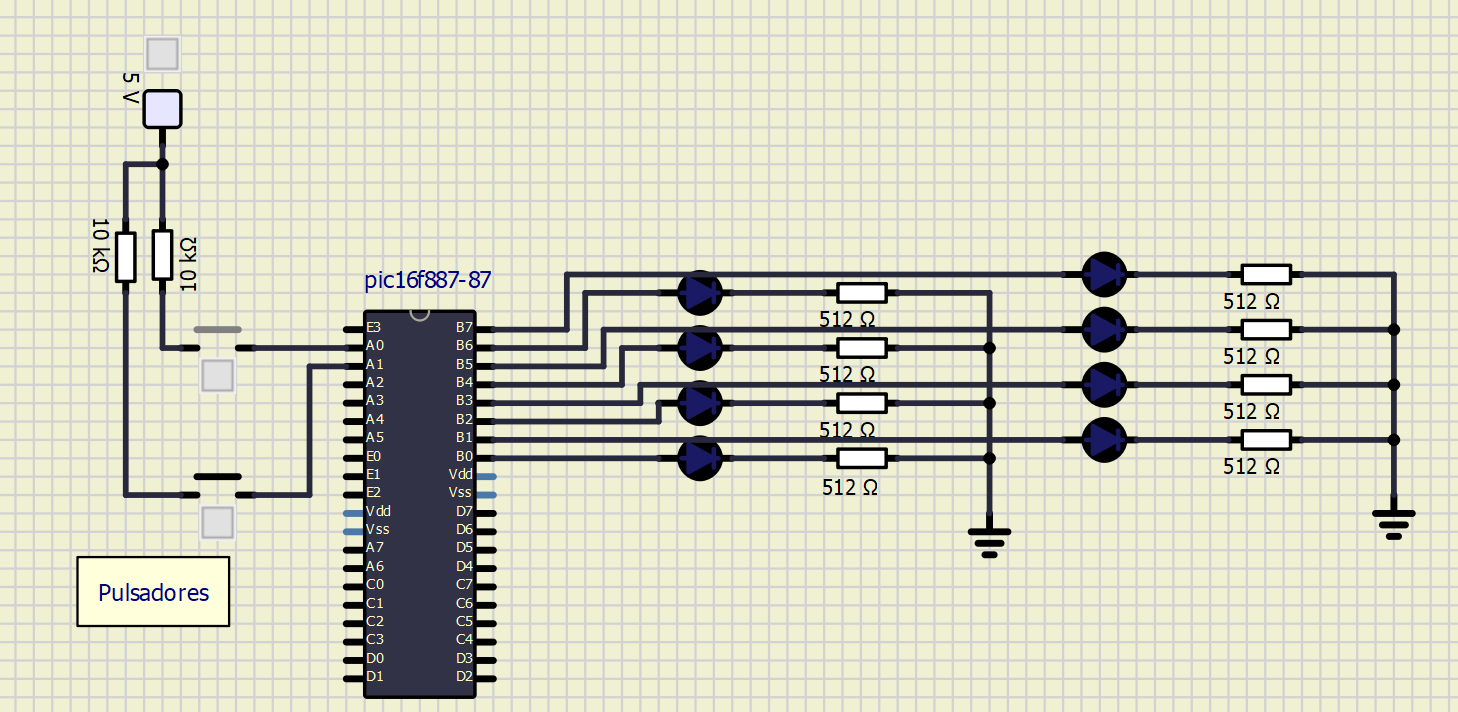 5 V
10 kΩ
10 kΩ
pic16f887-87
E3 B7
A0 B6
A1 B5
A2 B4
A3 B3
A4 B2
A5 B1
E0 B0
E1 Vdd
E2 Vss
Vdd D7
Vss D6
A7 D5
A6 D4
C0 C7
C1 C6
C2 C5
C3 C4
D0 D3
D1 D2
512 Ω
512 Ω
512 Ω
512 Ω
512 Ω
512 Ω
512 Ω
512 Ω
Pulsadores